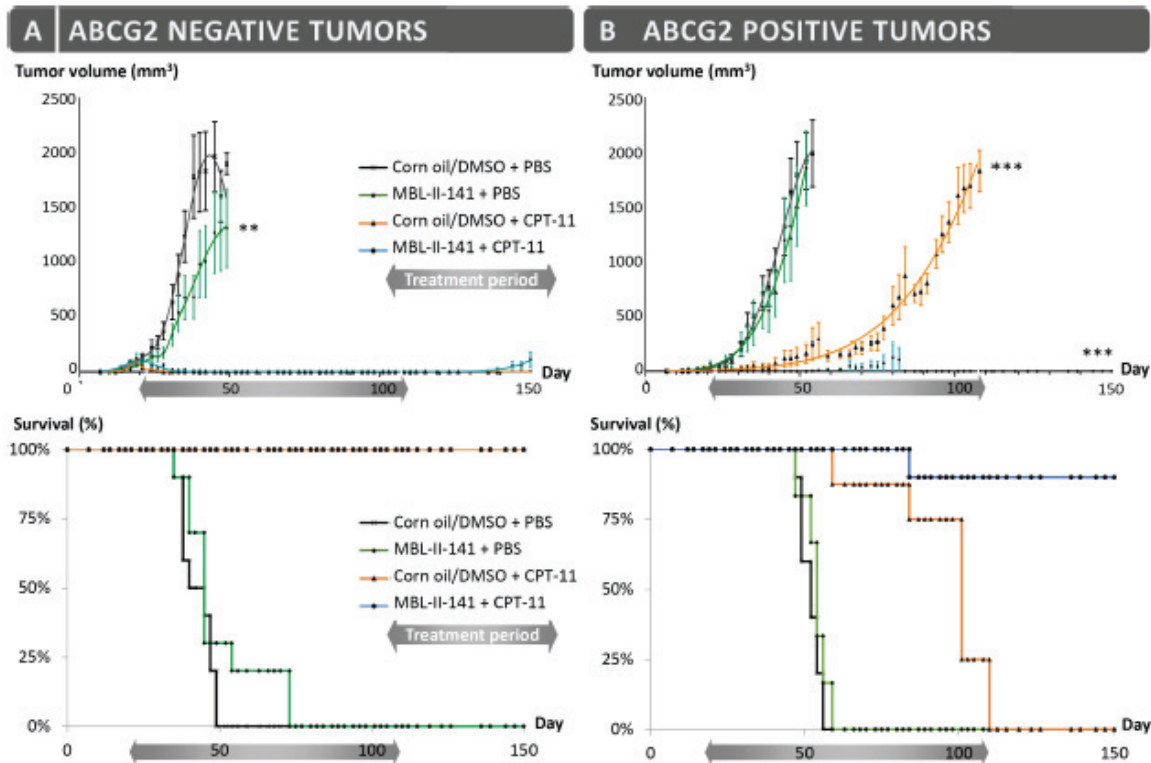 A ABCG2 NEGATIVE TUMORS
B ABCG2 POSITIVE TUMORS
Tumor volume (mm³)
2500
2000
1500
1000
500
0
Corn oil/DMSO + PBS
MBL-II-141 + PBS
Corn oil/DMSO + CPT-11
MBL-II-141 + CPT-11
Treatment period
**
Day
0
50
100
150
Tumor volume (mm³)
2500
2000
1500
1000
500
0
***
***
Day
0
50
100
150
Survival (%)
100%
75%
50%
25%
0%
Corn oil/DMSO + PBS
MBL-II-141 + PBS
Corn oil/DMSO + CPT-11
MBL-II-141 + CPT-11
Treatment period
Day
0
50
100
150
Survival (%)
100%
75%
50%
25%
0%
Day
0
50
100
150